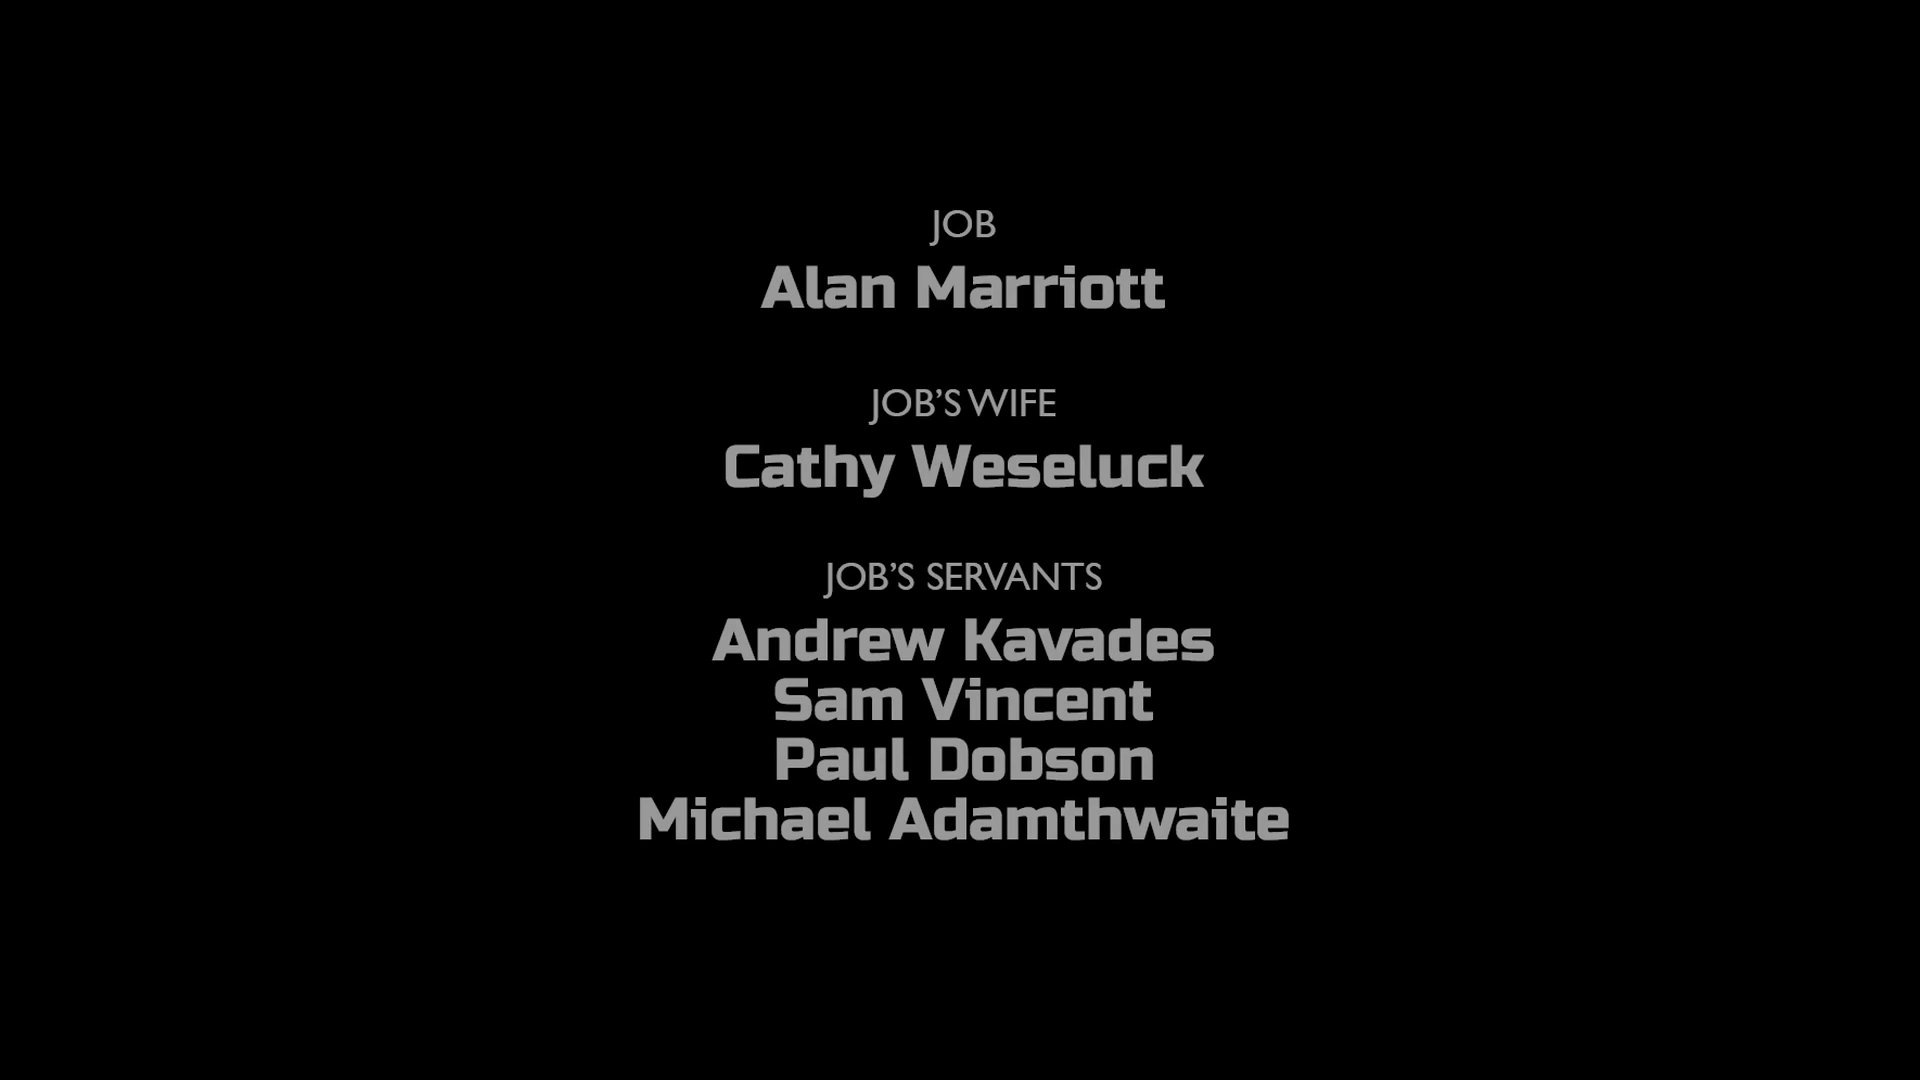 JOB
Alan Marriott
JOB’S WIFE
Cathy Weseluck
JOB’S SERVANTS
Andrew Kavades
Sam Vincent
Paul Dobson
Michael Adamthwaite